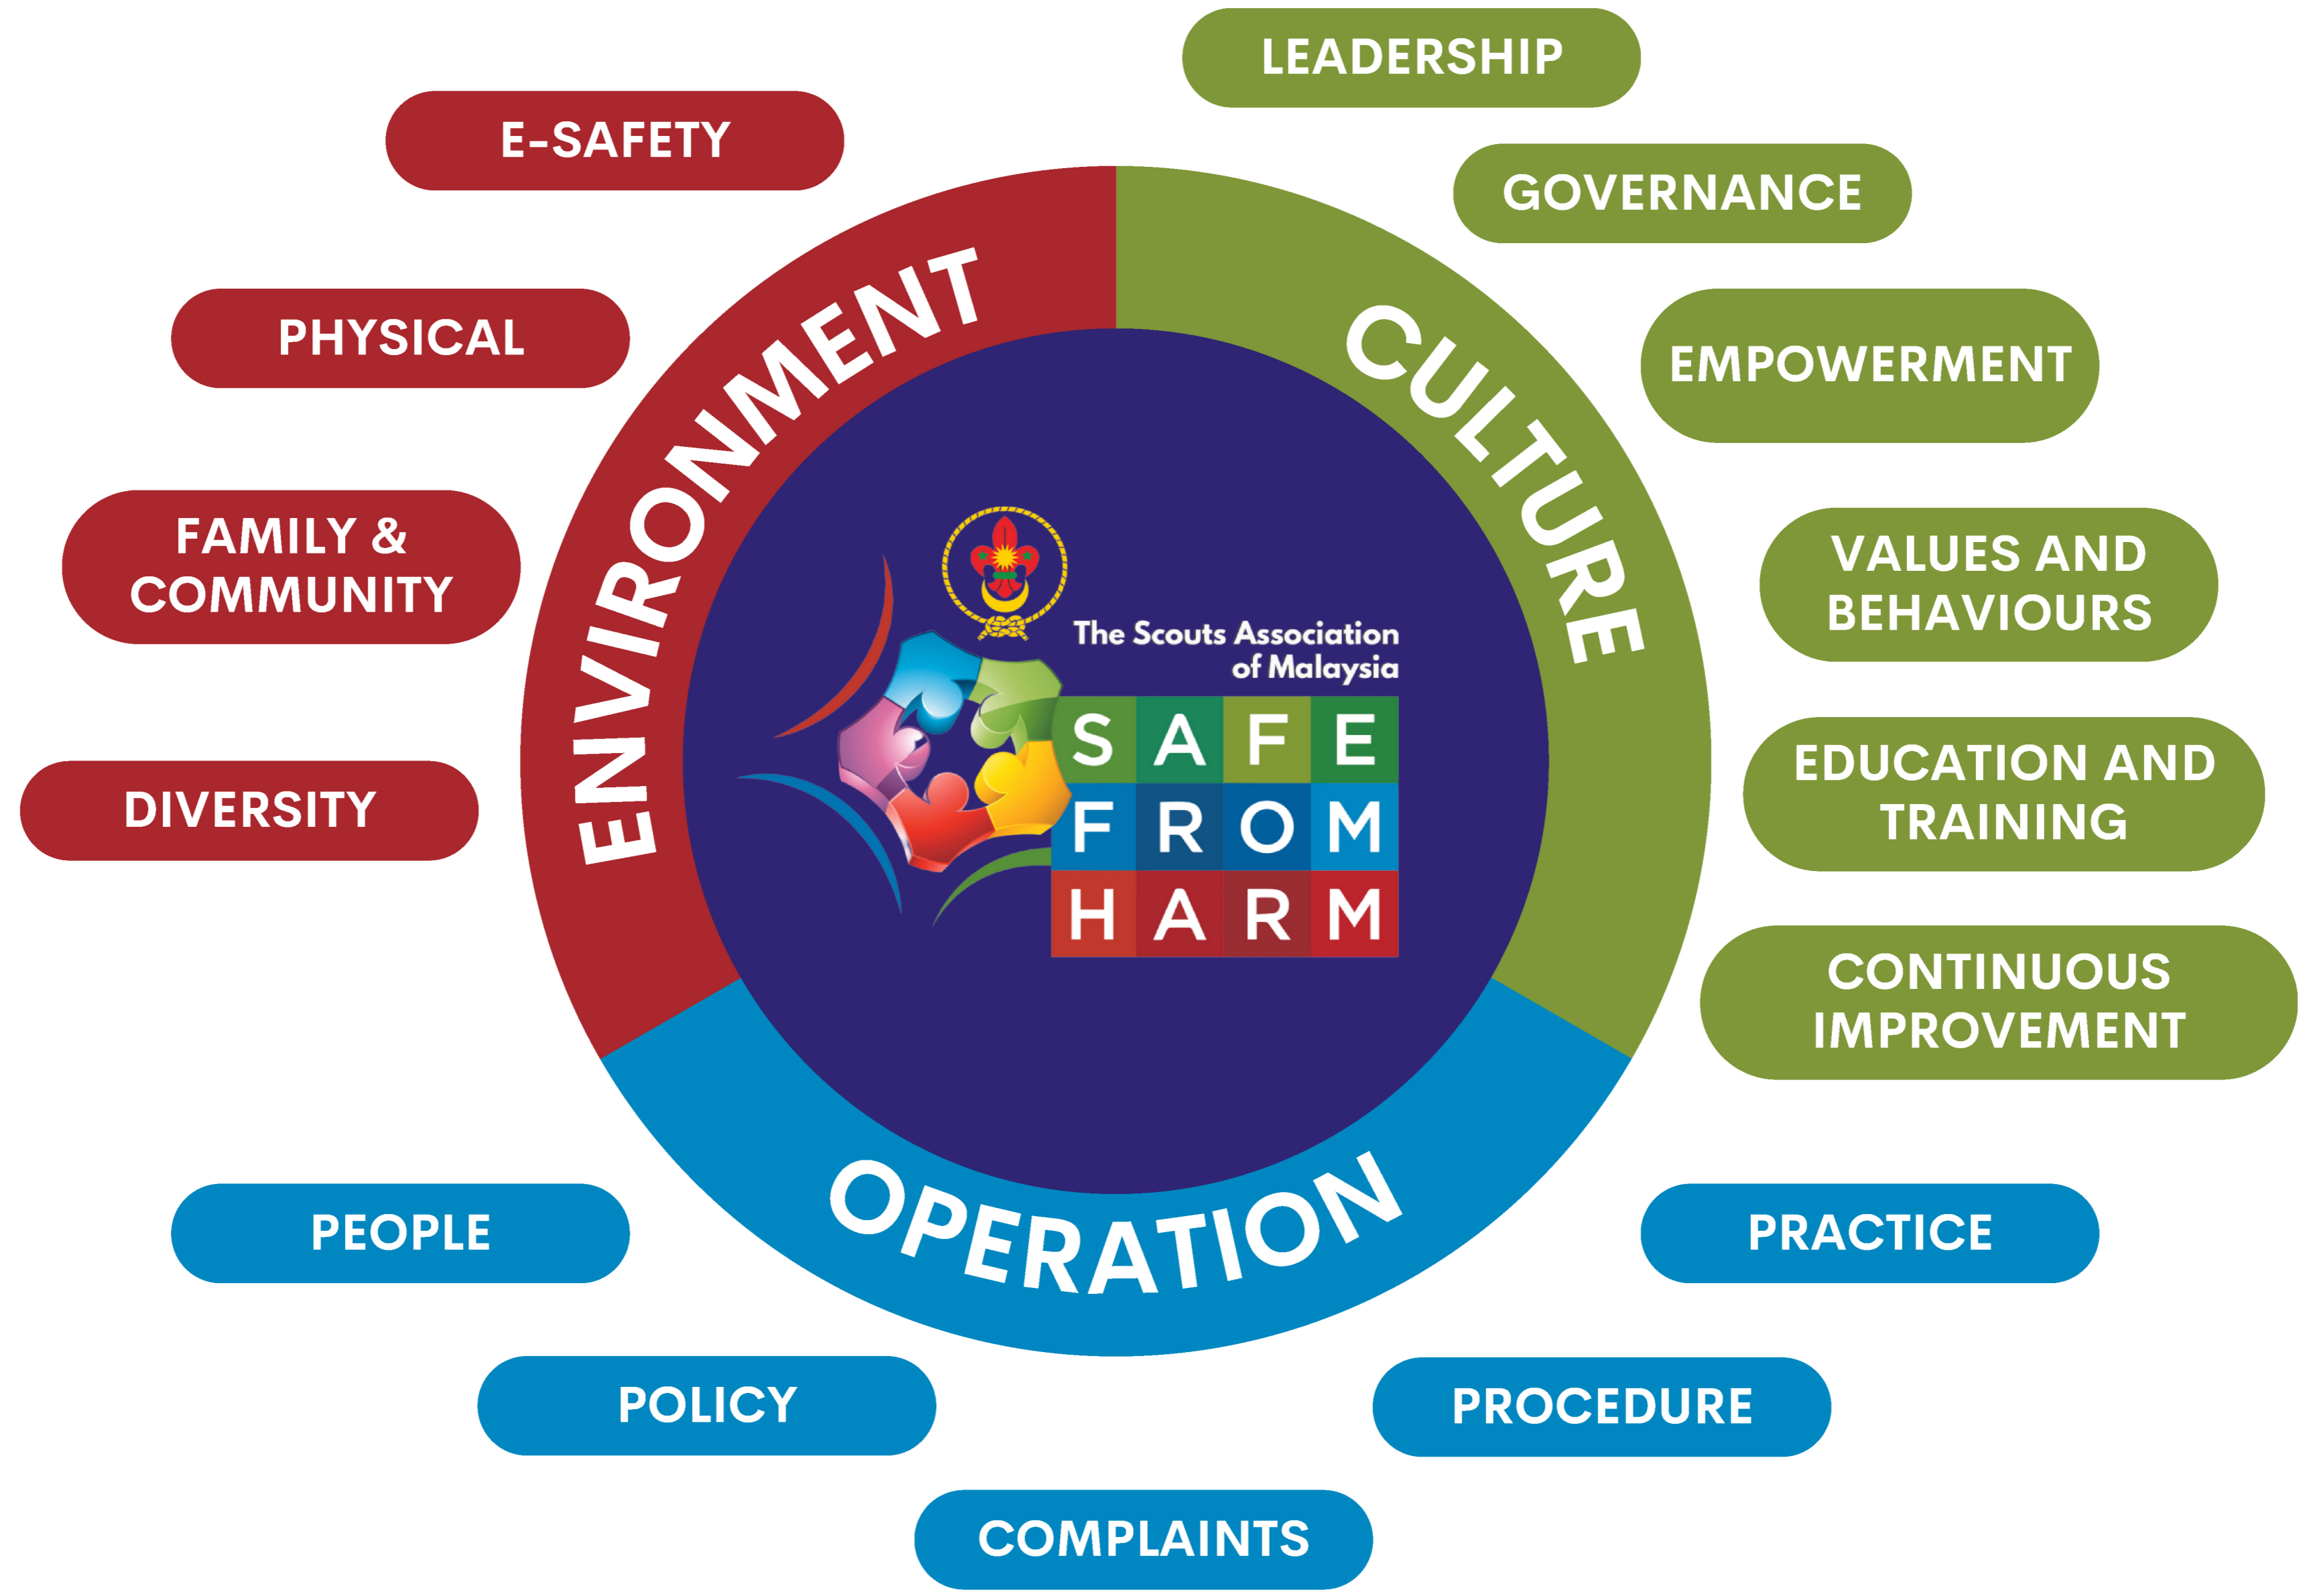 LEADERSHIP
E-SAFETY
GOVERNANCE
PHYSICAL
EMPOWERMENT
ENVIRONMENT
CULTURE
FAMILY &
COMMUNITY
VALUES AND
BEHAVIOURS
The Scouts Association
of Malaysia
SAFE
FROM
HARM
DIVERSITY
EDUCATION AND
TRAINING
CONTINUOUS
IMPROVEMENT
OPERATION
PEOPLE
PRACTICE
POLICY
PROCEDURE
COMPLAINTS